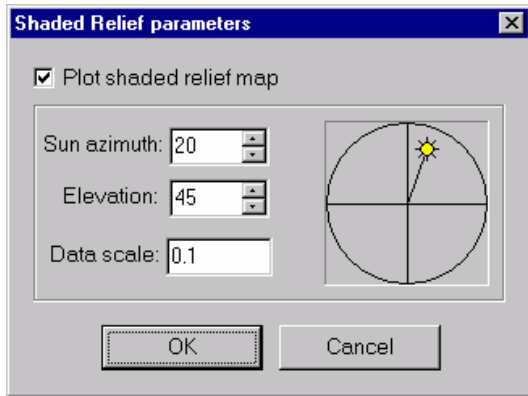 Shaded Relief parameters
Plot shaded relief map
Sun azimuth: 20
Elevation: 45
Data scale: 0.1
OK Cancel